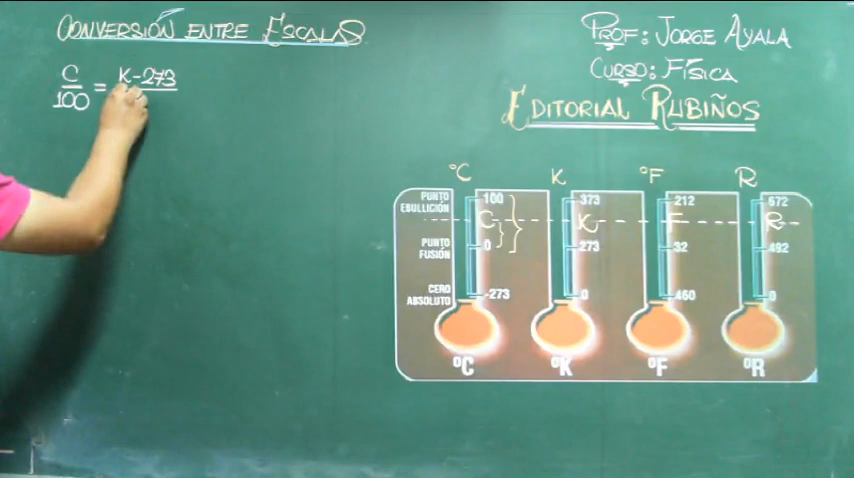 CONVERSIÓN ENTRE ESCALAS
PROF: JORGE AYALA
CURSO: FÍSICA
EDITORIAL RUBIÑOS
C/100 = K-273
°C K °F R
PUNTO EBULLICIÓN 100 373 212 672
C K F R
PUNTO FUSIÓN 0 273 32 492
CERO ABSOLUTO -273 0 -460 0
°C °K °F °R